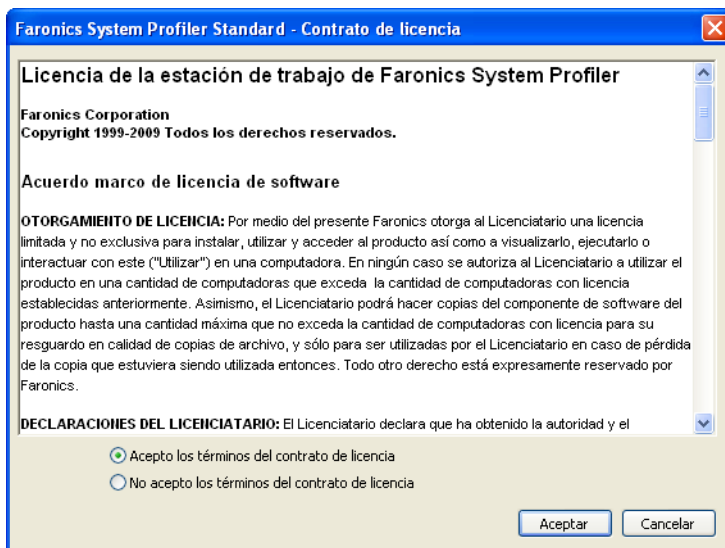 Faronics System Profiler Standard - Contrato de licencia
Licencia de la estación de trabajo de Faronics System Profiler
Faronics Corporation
Copyright 1999-2009 Todos los derechos reservados.
Acuerdo marco de licencia de software
OTORGAMIENTO DE LICENCIA: Por medio del presente Faronics otorga al Licenciatario una licencia
limitada y no exclusiva para instalar, utilizar y acceder al producto así como a visualizarlo, ejecutarlo o
interactuar con este ("Utilizar") en una computadora. En ningún caso se autoriza al Licenciatario a utilizar el
producto en una cantidad de computadoras que exceda la cantidad de computadoras con licencia
establecidas anteriormente. Asimismo, el Licenciatario podrá hacer copias del componente de software del
producto hasta una cantidad máxima que no exceda la cantidad de computadoras con licencia para su
resguardo en calidad de copias de archivo, y sólo para ser utilizadas por el Licenciatario en caso de pérdida
de la copia que estuviera siendo utilizada entonces. Todo otro derecho está expresamente reservado por
Faronics.
DECLARACIONES DEL LICENCIATARIO: El Licenciatario declara que ha obtenido la autoridad y el
Acepto los términos del contrato de licencia
No acepto los términos del contrato de licencia
Aceptar
Cancelar